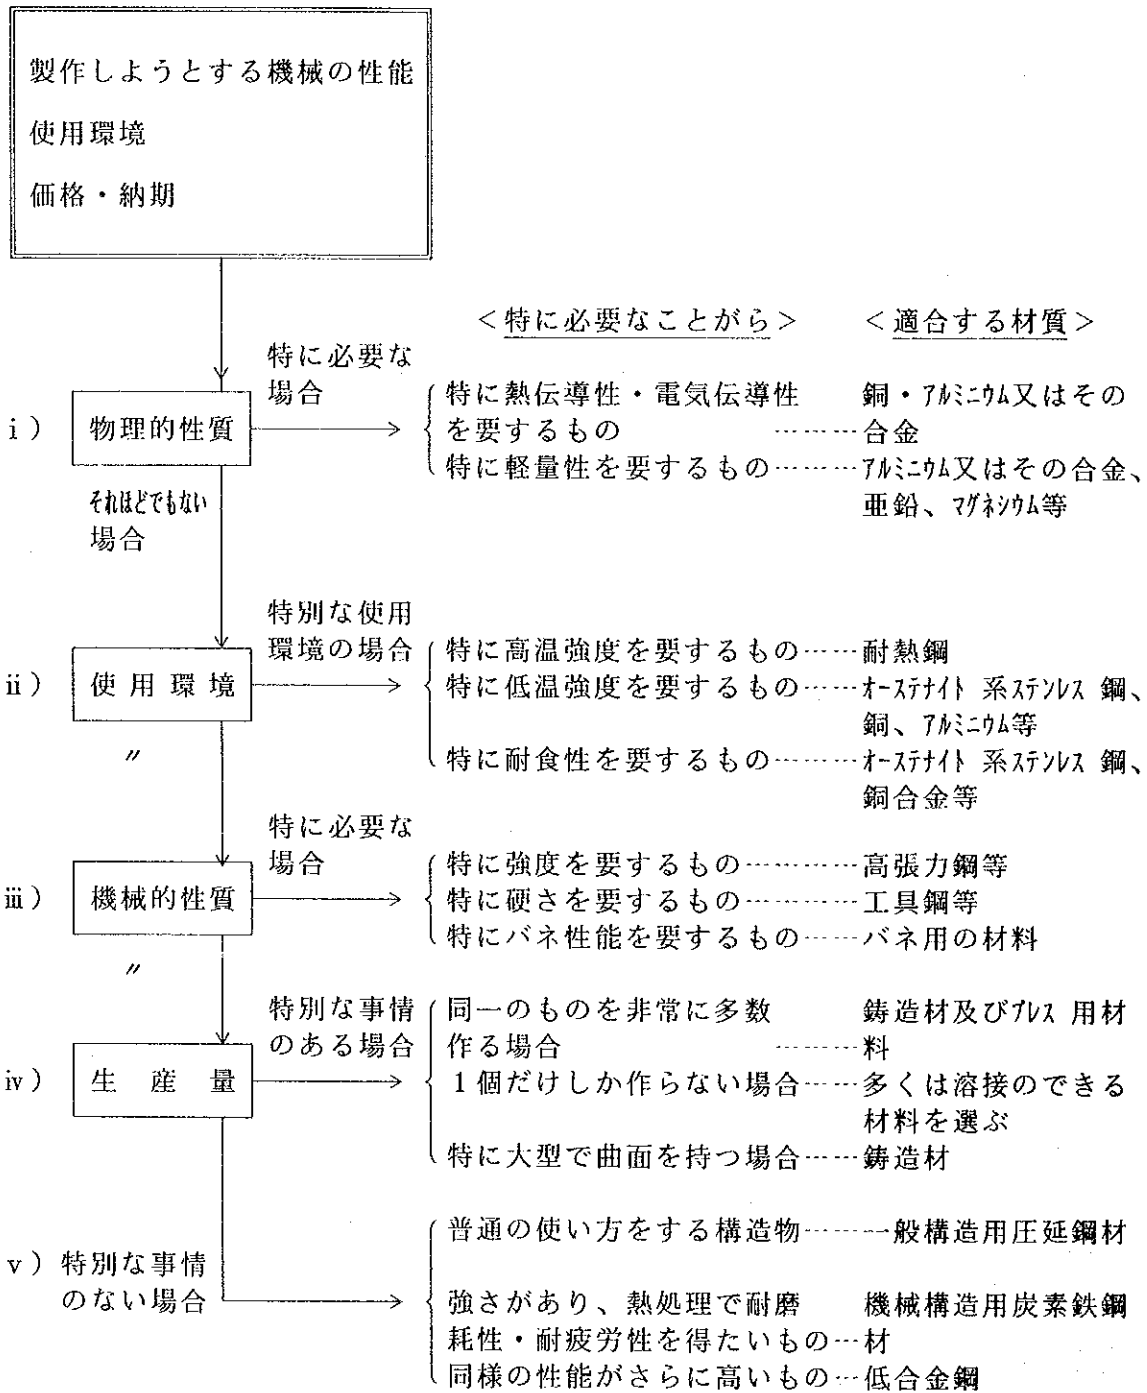 製作しようとする機械の性能
使用環境
価格・納期
＜特に必要なことがら＞ ＜適合する材質＞
特に必要な
場合
ⅰ） 物理的性質
特に熱伝導性・電気伝導性 銅・アルミニウム又はその
を要するもの ………合金
特に軽量性を要するもの………アルミニウム又はその合金、
亜鉛、マグネシウム等
それほどでもない
場合
特別な使用
環境の場合
ⅱ） 使用環境
特に高温強度を要するもの……耐熱鋼
特に低温強度を要するもの……オーステナイト系ステンレス鋼、
銅、アルミニウム等
特に耐食性を要するもの………オーステナイト系ステンレス鋼、
銅合金等
〃
特に必要な
場合
ⅲ） 機械的性質
特に強度を要するもの…………高張力鋼等
特に硬さを要するもの…………工具鋼等
特にバネ性能を要するもの……バネ用の材料
〃
特別な事情
のある場合
ⅳ） 生産量
同一のものを非常に多数 鋳造材及びプレス用材
作る場合 ………料
１個だけしか作らない場合……多くは溶接のできる
材料を選ぶ
特に大型で曲面を持つ場合……鋳造材
ⅴ）特別な事情
のない場合
普通の使い方をする構造物………一般構造用圧延鋼材
強さがあり、熱処理で耐磨 機械構造用炭素鉄鋼
耗性・耐疲労性を得たいもの…材
同様の性能がさらに高いもの…低合金鋼